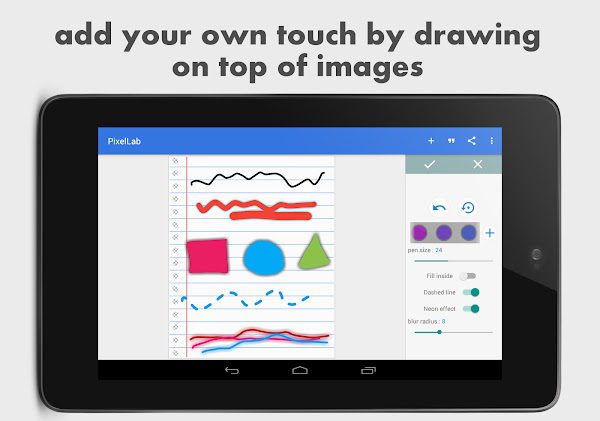 add your own touch by drawing
on top of images
PixelLab
pen size : 24
Fill inside
Dashed line
Neon effect
blur radius : 8